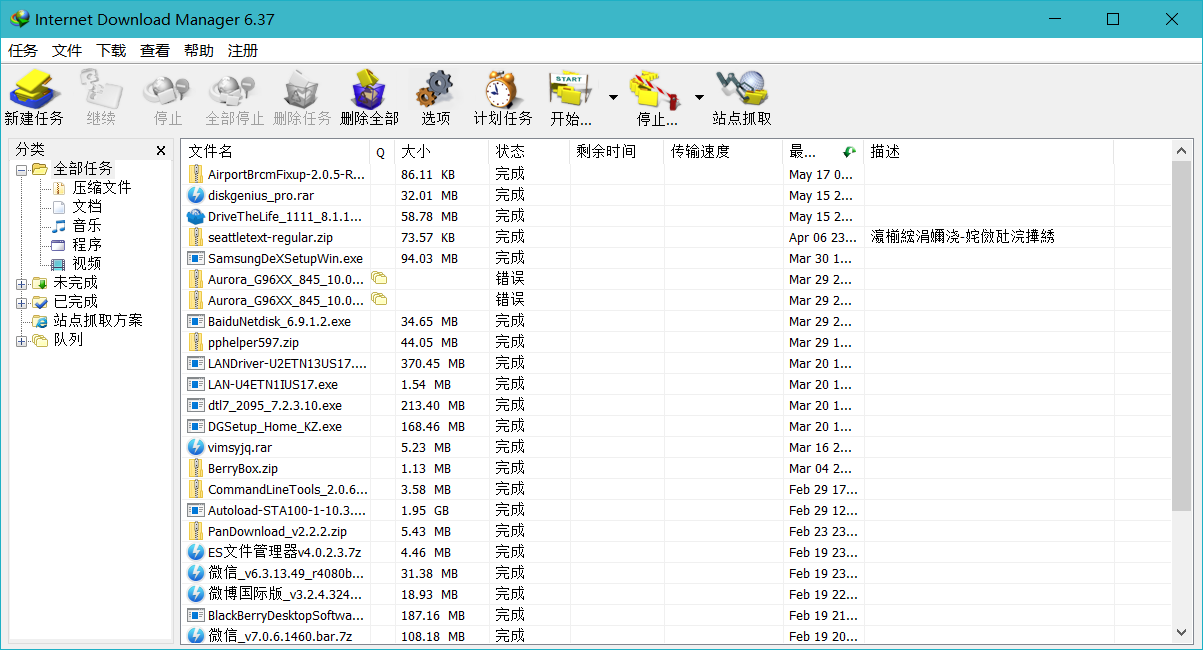 Internet Download Manager 6.37
任务 文件 下载 查看 帮助 注册
START
新建任务 继续 停止 全部停止 删除任务 删除全部 选项 计划任务 开始... 停止... 站点抓取
分类
全部任务
压缩文件
文档
音乐
程序
视频
未完成
已完成
站点抓取方案
队列
文件名 Q 大小 状态 剩余时间 传输速度 最... 描述
AirportBrcmFixup-2.0.5-R... 86.11 KB 完成 May 17 0...
diskgenius_pro.rar 32.01 MB 完成 May 15 2...
DriveTheLife_1111_8.1.1... 58.78 MB 完成 May 15 2...
seattletext-regular.zip 73.57 KB 完成 Apr 06 23...
SamsungDeXSetupWin.exe 94.03 MB 完成 Mar 30 1...
Aurora_G96XX_845_10.0... 错误 Mar 29 2...
Aurora_G96XX_845_10.0... 错误 Mar 29 2...
BaiduNetdisk_6.9.1.2.exe 34.65 MB 完成 Mar 29 2...
pphelper597.zip 44.05 MB 完成 Mar 29 1...
LANDriver-U2ETN13US17.... 370.45 MB 完成 Mar 20 1...
LAN-U4ETN1IUS17.exe 1.54 MB 完成 Mar 20 1...
dtl7_2095_7.2.3.10.exe 213.40 MB 完成 Mar 20 1...
DGSetup_Home_KZ.exe 168.46 MB 完成 Mar 20 1...
vimsyjq.rar 5.23 MB 完成 Mar 16 2...
BerryBox.zip 1.13 MB 完成 Mar 04 2...
CommandLineTools_2.0.6... 3.58 MB 完成 Feb 29 17...
Autoload-STA100-1-10.3.... 1.95 GB 完成 Feb 29 12...
PanDownload_v2.2.2.zip 5.43 MB 完成 Feb 23 23...
ES文件管理器v4.0.2.3.7z 4.46 MB 完成 Feb 19 23...
微信_v6.3.13.49_r4080b... 31.38 MB 完成 Feb 19 23...
微博国际版_v3.2.4.324... 18.93 MB 完成 Feb 19 22...
BlackBerryDesktopSoftwa... 187.16 MB 完成 Feb 19 21...
微信_v7.0.6.1460.bar.7z 108.18 MB 完成 Feb 19 20...